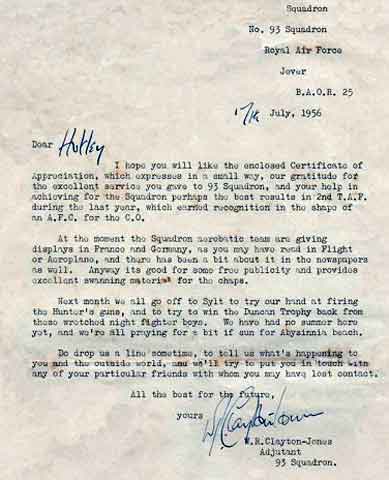 Squadron
No. 93 Squadron
Royal Air Force
Jever
B.A.O.R. 25
17th July, 1956
Dear Huttley
I hope you will like the enclosed Certificate of
Appreciation, which expresses in a small way, our gratitude for
the excellent service you gave to 93 Squadron, and your help in
achieving for the Squadron perhaps the best results in 2nd T.A.F.
during the last year, which earned recognition in the shape of
an A.F.C. for the C.O.
At the moment the Squadron aerobatic team are giving
displays in France and Germany, as you may have read in Flight
or Aeroplane, and there has been a bit about it in the newspapers
as well. Anyway its good for some free publicity and provides
excellent swanning material for the chaps.
Next month we all go off to Sylt to try our hand at firing
the Hunter's guns, and to try to win the Duncan Trophy back from
those wretched night fighter boys. We have had no summer here
yet, and we're all praying for a bit if sun for Abyssinia beach.
Do drop us a line sometime, to tell us what's happening to
you and the outside world, and we'll try to put you in touch with
any of your particular friends with whom you may have lost contact.
All the best for the future,
yours
W.R.Clayton-Jones
Adjutant
93 Squadron.